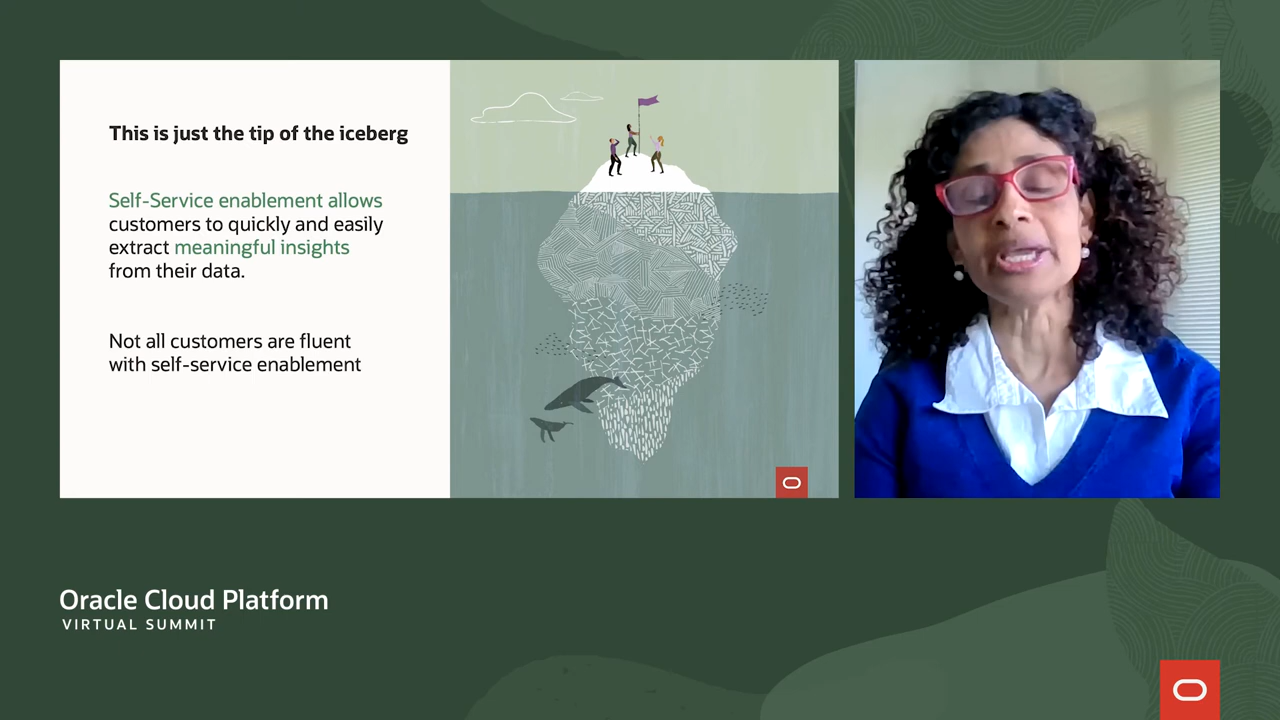 This is just the tip of the iceberg
Self-Service enablement allows
customers to quickly and easily
extract meaningful insights
from their data.
Not all customers are fluent
with self-service enablement
Oracle Cloud Platform
VIRTUAL SUMMIT